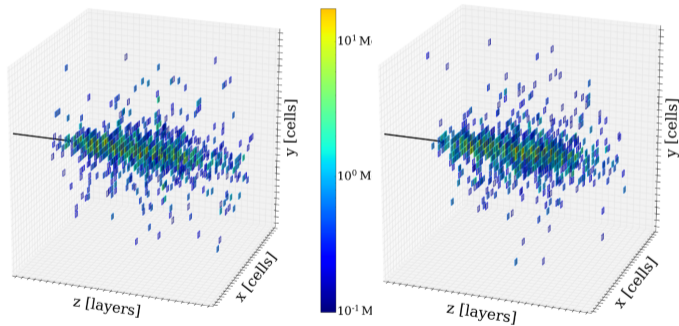 z [layers]
x [cells]
y [cells]
10¹ M
10⁰ M
10⁻¹ M
z [layers]
x [cells]
y [cells]